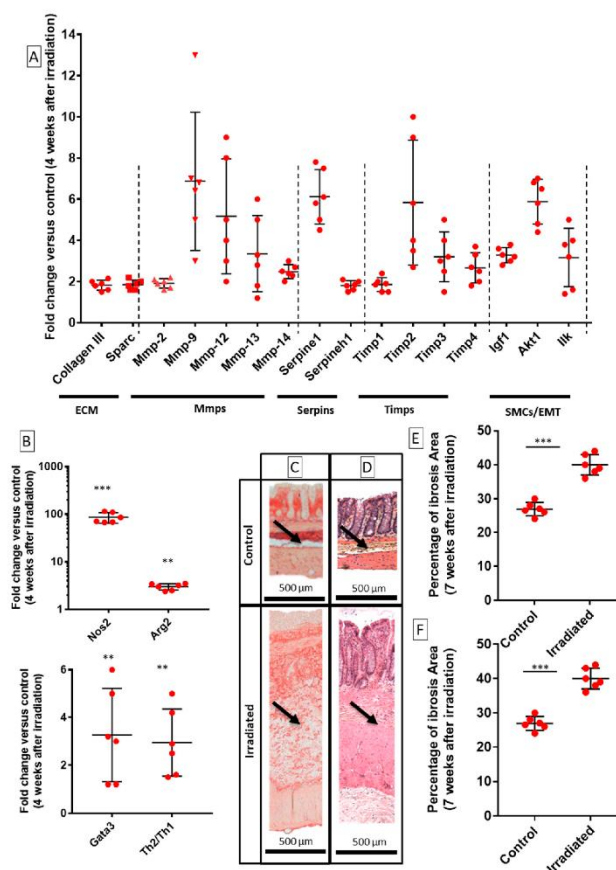 A
Fold change versus control (4 weeks after irradiation)
14
12
10
8
6
4
2
0
Collagen III
Sparc
Mmp-2
Mmp-9
Mmp-12
Mmp-13
Mmp-14
Serpine1
Serpineh1
Timp1
Timp2
Timp3
Timp4
Igf1
Akt1
Ilk
ECM
Mmps
Serpins
Timps
SMCs/EMT
B
Fold change versus control
(4 weeks after Irradiation)
1000
100
10
1
***
**
Nos2
Arg2
Fold change versus control
(4 weeks after irradiation)
6
4
2
0
**
**
Gata3
Th2/Th1
C
D
Control
500 µm
500 µm
Irradiated
500 µm
500 µm
E
Percentage of ibrosis Area
(7 weeks after irradiation)
50
40
30
20
10
0
***
Control
Irradiated
F
Percentage of ibrosis Area
(7 weeks after irradiation)
50
40
30
20
10
0
***
Control
Irradiated